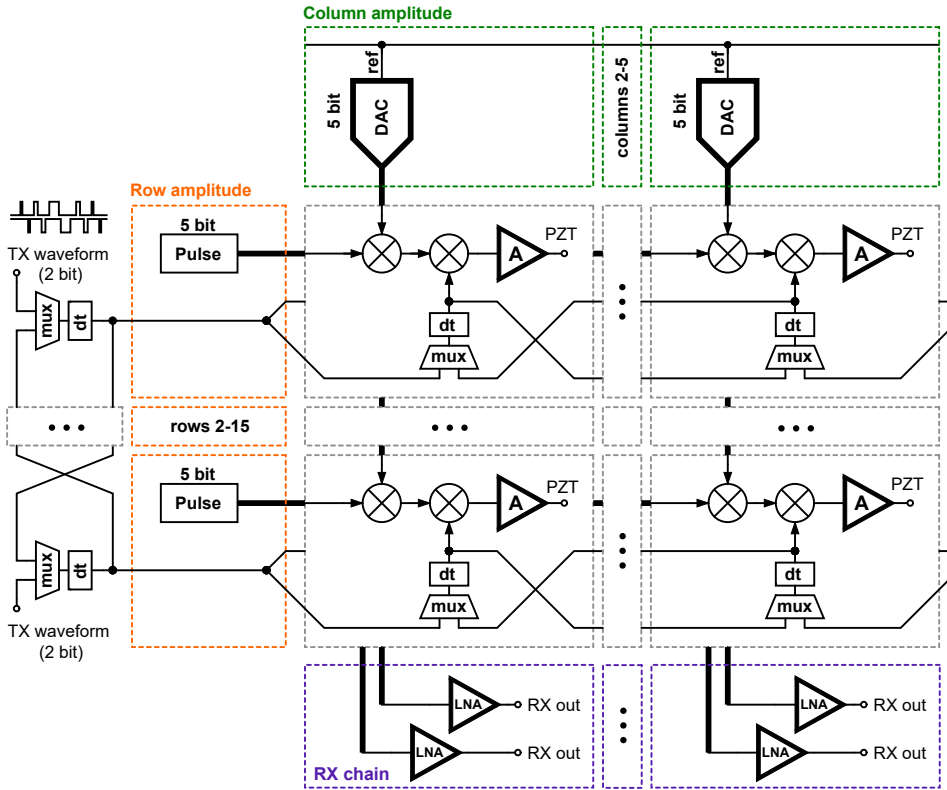 Column amplitude
ref
5 bit
DAC
columns 2-5
ref
5 bit
DAC
Row amplitude
TX waveform
(2 bit)
mux
dt
5 bit
Pulse
A
PZT
A
PZT
dt
mux
dt
mux
rows 2-15
5 bit
Pulse
A
PZT
A
PZT
mux
dt
dt
mux
dt
mux
TX waveform
(2 bit)
LNA
RX out
LNA
RX out
LNA
RX out
LNA
RX out
RX chain